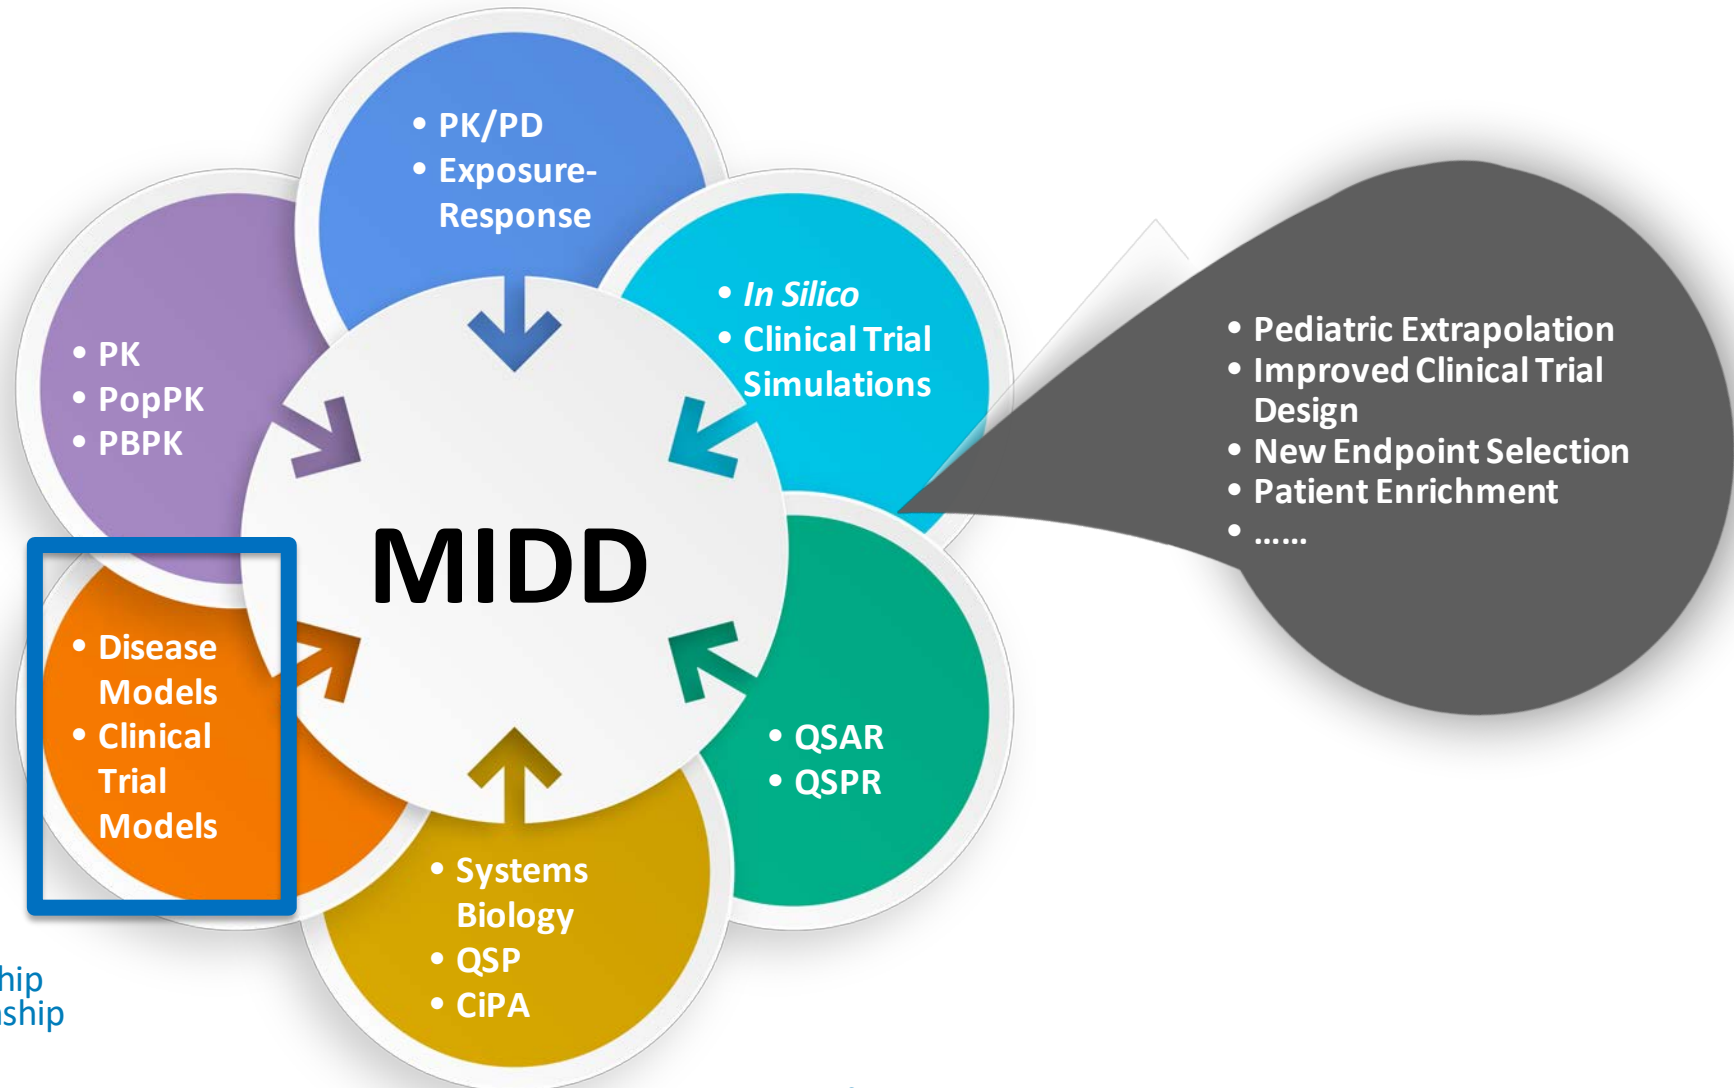 • PK/PD
• Exposure-
Response
• In Silico
• Clinical Trial
Simulations
• PK
• PopPK
• PBPK
MIDD
• Disease
Models
• Clinical
Trial
Models
• QSAR
• QSPR
• Systems
Biology
• QSP
• CiPA
• Pediatric Extrapolation
• Improved Clinical Trial
Design
• New Endpoint Selection
• Patient Enrichment
• ......
hip
ship